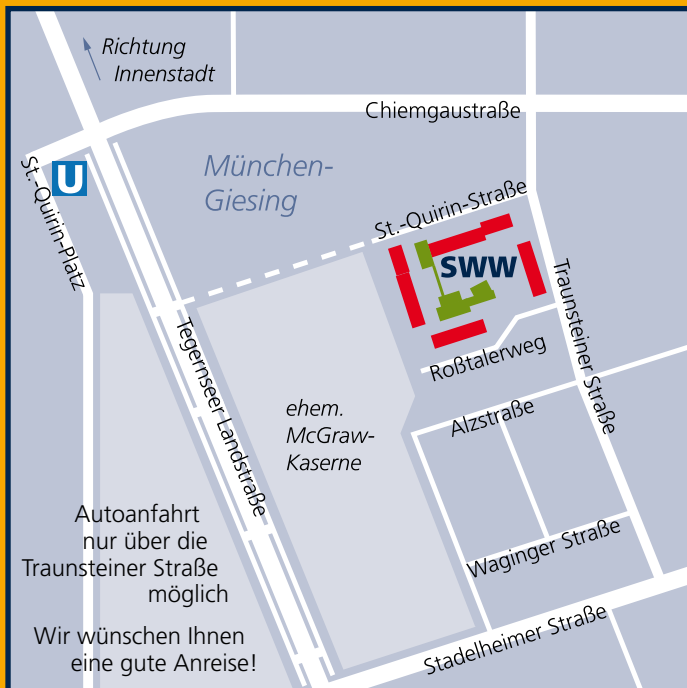 Richtung
Innenstadt
Chiemgaustraße
St.-Quirin-Platz
U
München-
Giesing
St.-Quirin-Straße
SWW
Traunsteiner Straße
Tegernseer Landstraße
Roßtalerweg
ehem.
McGraw-
Kaserne
Alzstraße
Autoanfahrt
nur über die
Traunsteiner Straße
möglich
Waginger Straße
Wir wünschen Ihnen
eine gute Anreise!
Stadelheimer Straße